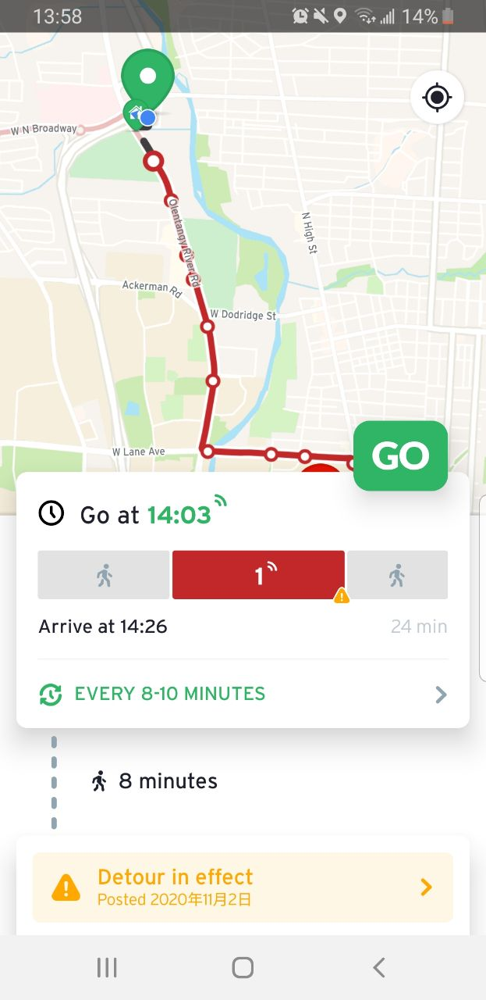 13:58
14%
W N Broadway
Olentangy River Rd
N High St
Ackerman Rd
W Dodridge St
W Lane Ave
GO
Go at 14:03
1
Arrive at 14:26
24 min
EVERY 8-10 MINUTES
8 minutes
Detour in effect
Posted 2020年11月2日